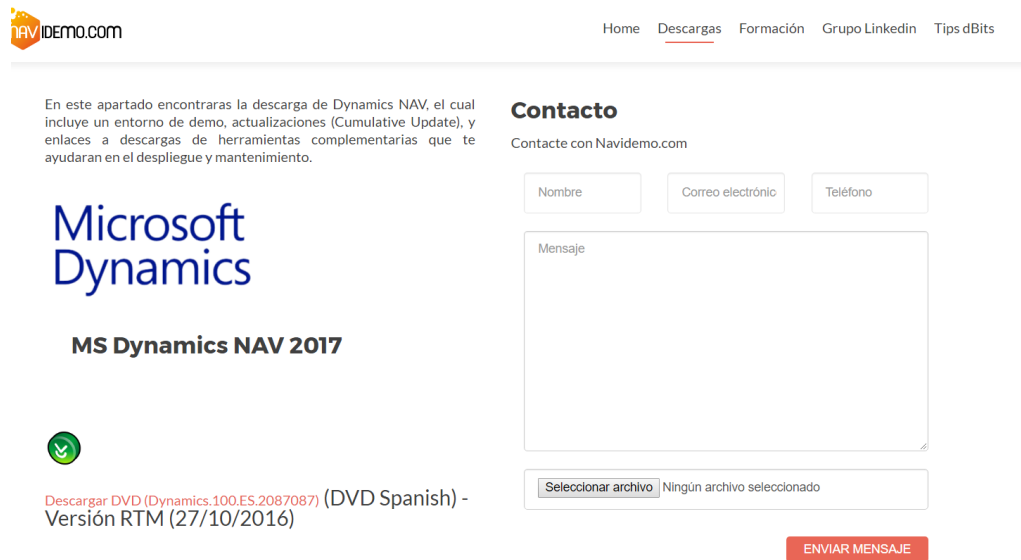 NAVIDEMO.COM
Home Descargas Formación Grupo Linkedin Tips dBits
En este apartado encontraras la descarga de Dynamics NAV, el cual
incluye un entorno de demo, actualizaciones (Cumulative Update), y
enlaces a descargas de herramientas complementarias que te
ayudaran en el despliegue y mantenimiento.
Microsoft
Dynamics
MS Dynamics NAV 2017
Descargar DVD (Dynamics.100.ES.2087087) (DVD Spanish) -
Versión RTM (27/10/2016)
Contacto
Contacte con Navidemo.com
Nombre Correo electrónic Teléfono
Mensaje
Seleccionar archivo Ningún archivo seleccionado
ENVIAR MENSAJE